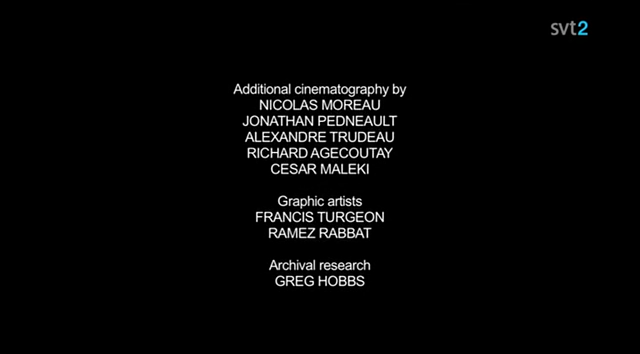 svt2
Additional cinematography by
NICOLAS MOREAU
JONATHAN PEDNEAULT
ALEXANDRE TRUDEAU
RICHARD AGECOUTAY
CESAR MALEKI
Graphic artists
FRANCIS TURGEON
RAMEZ RABBAT
Archival research
GREG HOBBS